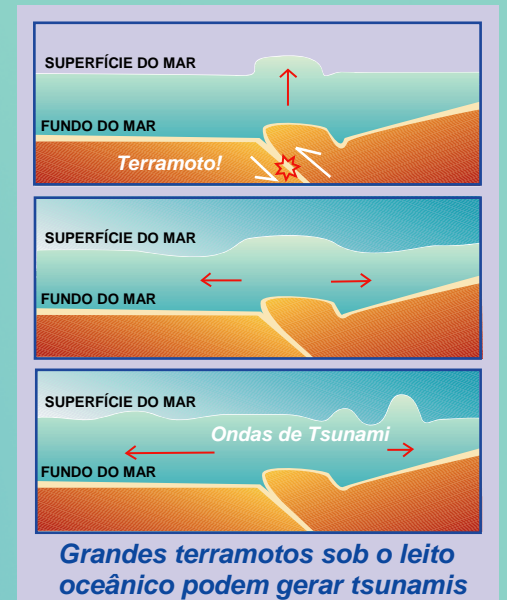 SUPERFÍCIE DO MAR
FUNDO DO MAR
Terramoto!
SUPERFÍCIE DO MAR
FUNDO DO MAR
SUPERFÍCIE DO MAR
Ondas de Tsunami
FUNDO DO MAR
Grandes terramotos sob o leito
oceânico podem gerar tsunamis